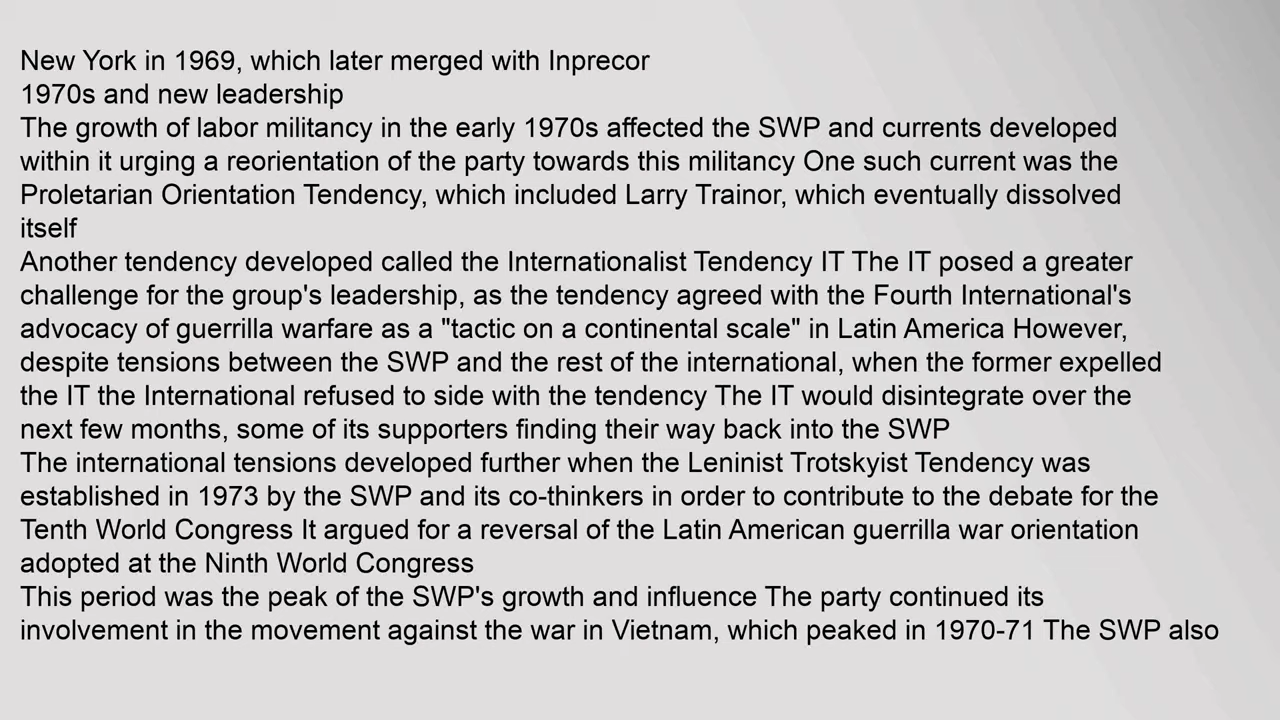 New York in 1969, which later merged with Inprecor
1970s and new leadership
The growth of labor militancy in the early 1970s affected the SWP and currents developed
within it urging a reorientation of the party towards this militancy One such current was the
Proletarian Orientation Tendency, which included Larry Trainor, which eventually dissolved
itself
Another tendency developed called the Internationalist Tendency IT The IT posed a greater
challenge for the group's leadership, as the tendency agreed with the Fourth International's
advocacy of guerrilla warfare as a "tactic on a continental scale" in Latin America However,
despite tensions between the SWP and the rest of the international, when the former expelled
the IT the International refused to side with the tendency The IT would disintegrate over the
next few months, some of its supporters finding their way back into the SWP
The international tensions developed further when the Leninist Trotskyist Tendency was
established in 1973 by the SWP and its co-thinkers in order to contribute to the debate for the
Tenth World Congress It argued for a reversal of the Latin American guerrilla war orientation
adopted at the Ninth World Congress
This period was the peak of the SWP's growth and influence The party continued its
involvement in the movement against the war in Vietnam, which peaked in 1970-71 The SWP also